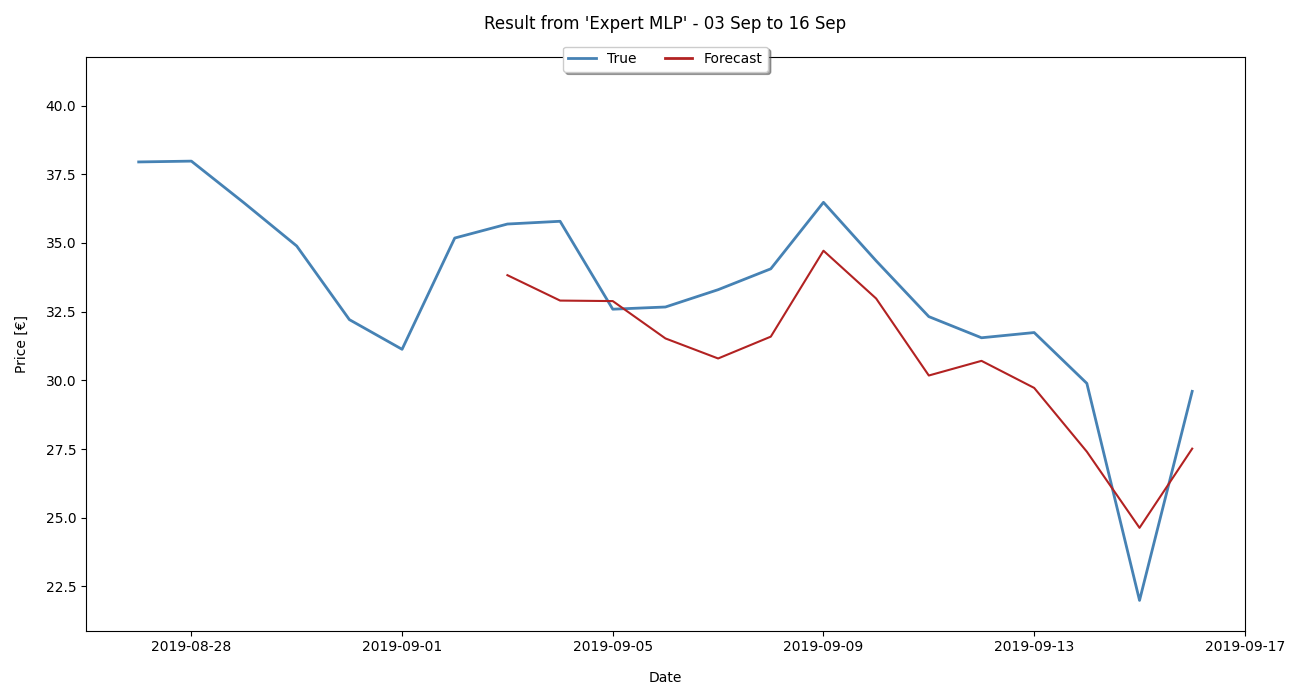 Result from 'Expert MLP' - 03 Sep to 16 Sep
True Forecast
40.0
37.5
35.0
32.5
30.0
27.5
25.0
22.5
Price [€]
2019-08-28 2019-09-01 2019-09-05 2019-09-09 2019-09-13 2019-09-17
Date